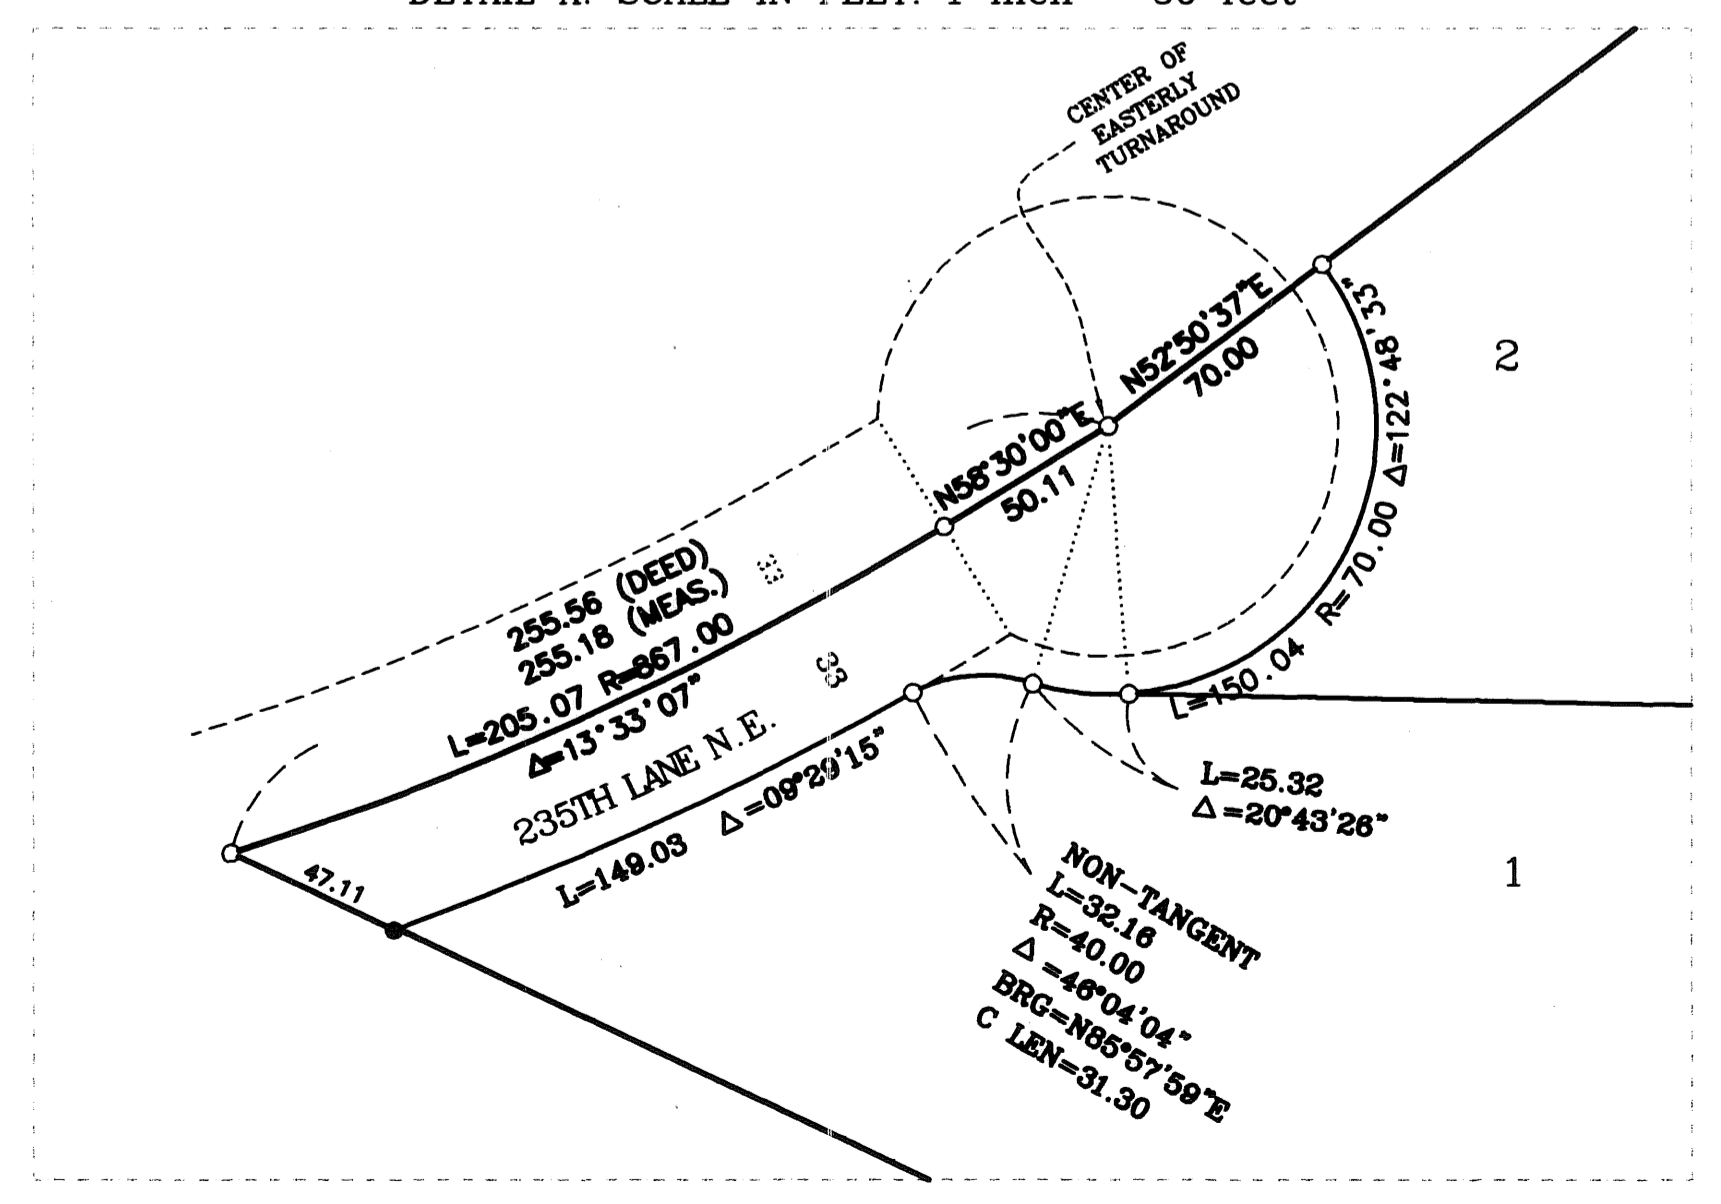 CENTER OF
EASTERLY
TURNAROUND
N52°50'37"E
70.00
Δ=122°48'33"
R=70.00
L=150.04
2
N58°30'00"E
50.11
255.56 (DEED)
255.18 (MEAS.)
L=205.07 R=867.00
Δ=13°33'07"
33
33
235TH LANE N.E.
L=149.03 Δ=09°29'15"
47.11
L=25.32
Δ=20°43'26"
1
NON-TANGENT
L=32.16
R=40.00
Δ=46°04'04"
BRG=N85°57'59"E
C LEN=31.30